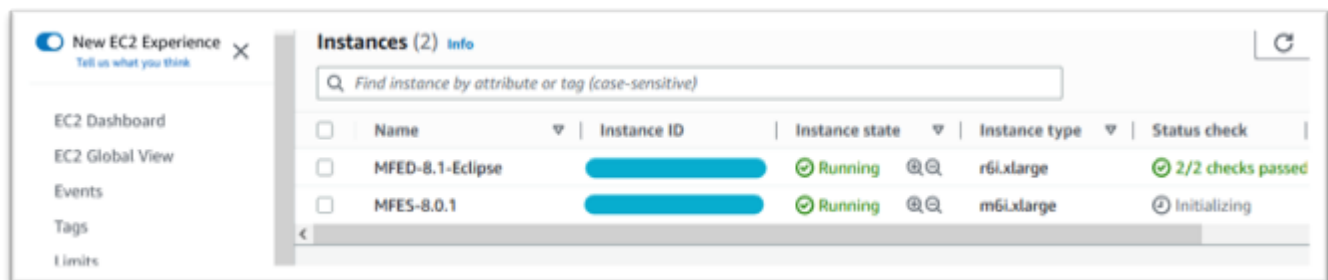 New EC2 Experience
Tell us what you think
EC2 Dashboard
EC2 Global View
Events
Tags
Limits
Instances (2) Info
Find instance by attribute or tag (case-sensitive)
Name Instance ID Instance state Instance type Status check
MFED-8.1-Eclipse Running r6i.xlarge 2/2 checks passed
MFES-8.0.1 Running m6i.xlarge Initializing